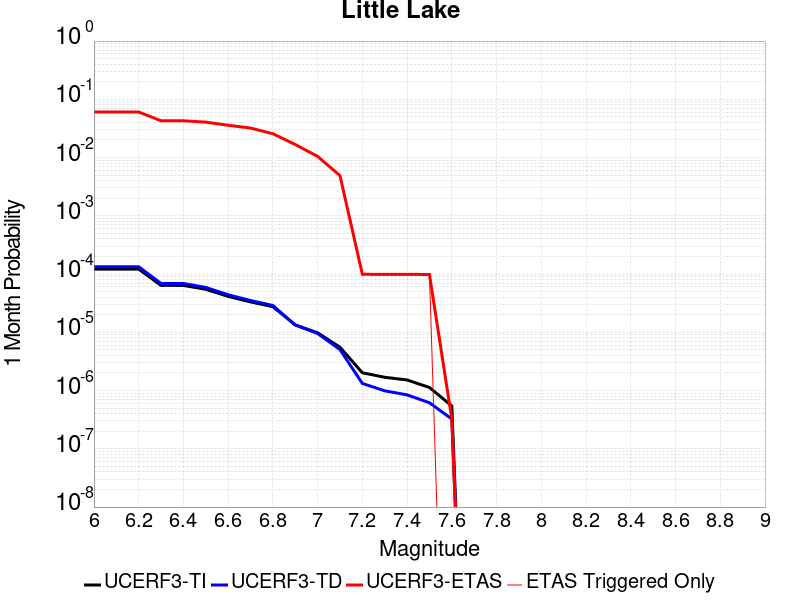 Little Lake
10^0
10^-1
10^-2
10^-3
10^-4
10^-5
10^-6
10^-7
10^-8
1 Month Probability
6 6.2 6.4 6.6 6.8 7 7.2 7.4 7.6 7.8 8 8.2 8.4 8.6 8.8 9
Magnitude
UCERF3-TI UCERF3-TD UCERF3-ETAS ETAS Triggered Only